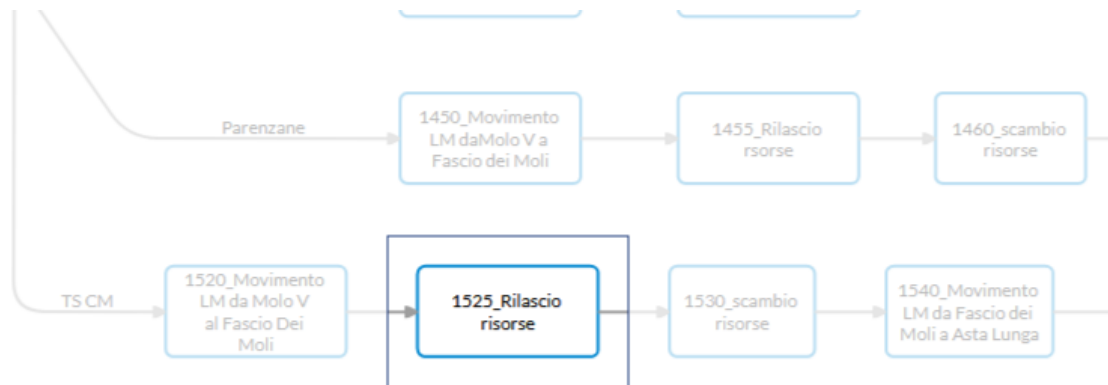 Parenzane
1450_Movimento
LM daMolo V a
Fascio dei Moli
1455_Rilascio
rsorse
1460_scambio
risorse
TS CM
1520_Movimento
LM da Molo V
al Fascio Dei
Moli
1525_Rilascio
risorse
1530_scambio
risorse
1540_Movimento
LM da Fascio dei
Moli a Asta Lunga